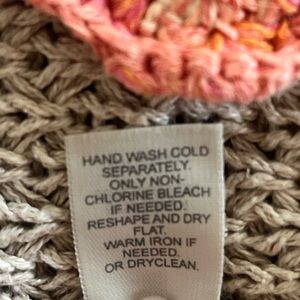 HAND WASH COLD
SEPARATELY.
ONLY NON-
CHLORINE BLEACH
IF NEEDED.
RESHAPE AND DRY
FLAT.
WARM IRON IF
NEEDED.
OR DRYCLEAN.